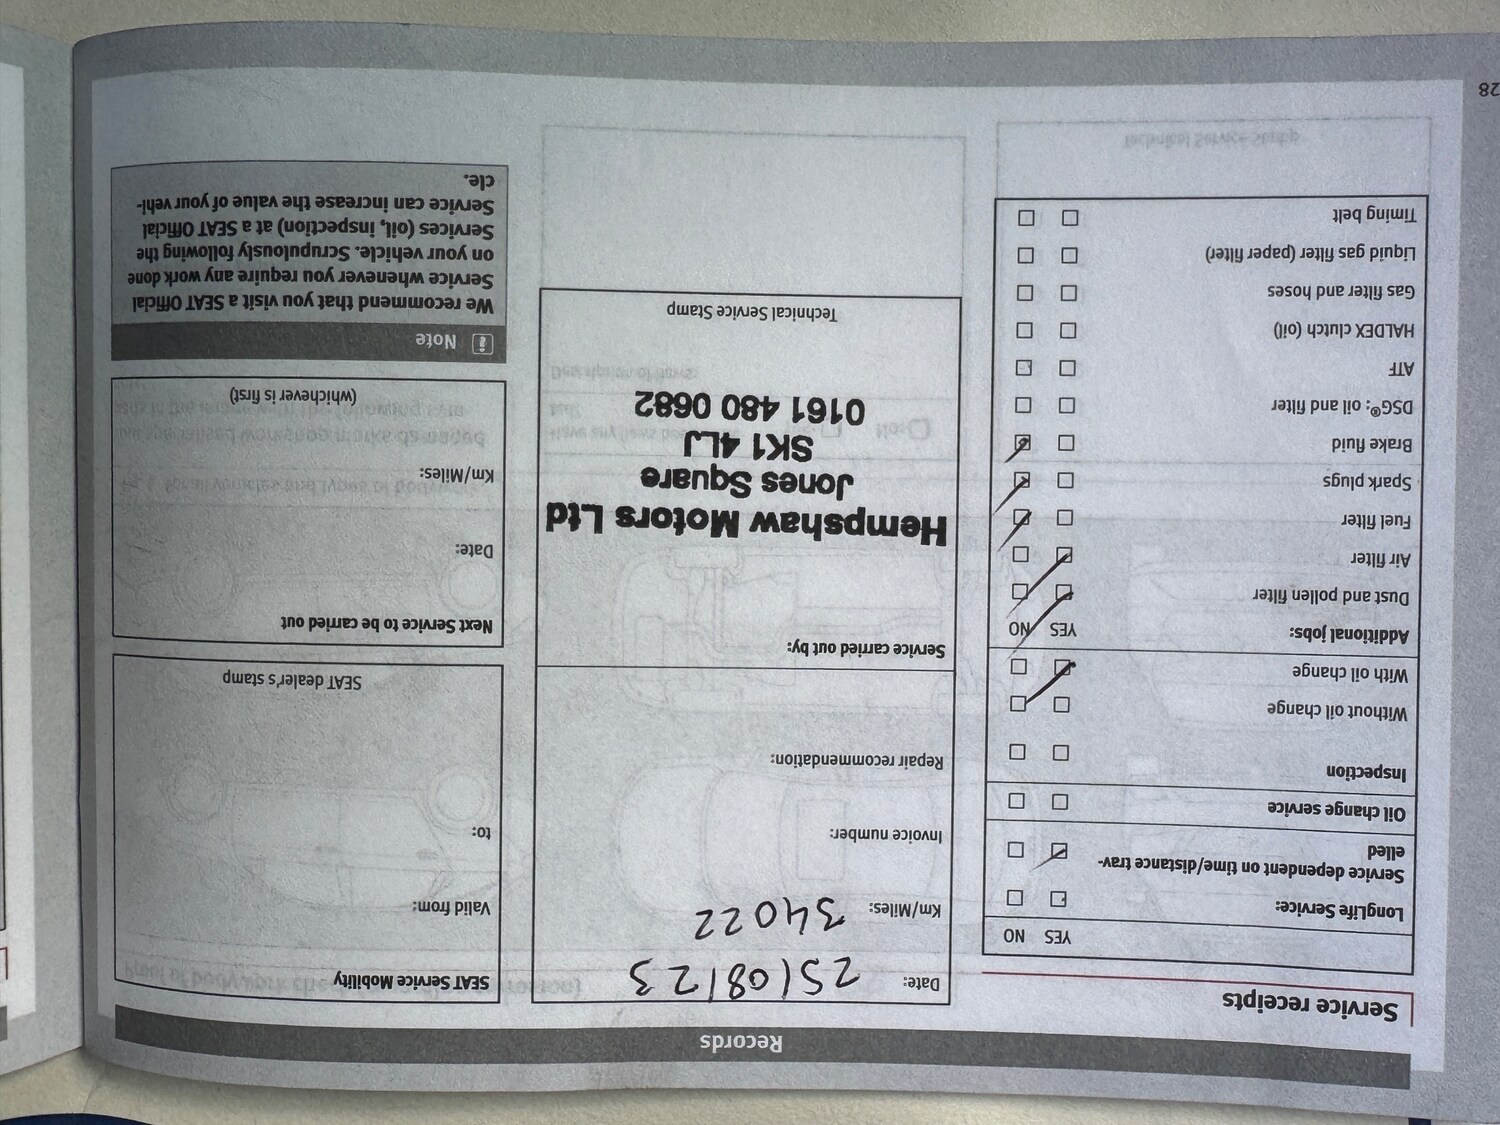 Records
Service receipts
YES NO
LongLife Service:
Service dependent on time/distance trav-
elled
Oil change service
Inspection
Without oil change
With oil change
Additional jobs: YES NO
Dust and pollen filter
Air filter
Fuel filter
Spark plugs
Brake fluid
DSG®: oil and filter
ATF
HALDEX clutch (oil)
Gas filter and hoses
Liquid gas filter (paper filter)
Timing belt
Date: 25/08/23
Km/Miles: 34022
Invoice number:
Repair recommendation:
Service carried out by:
Hempshaw Motors Ltd
Jones Square
SK1 4LJ
0161 480 0682
Technical Service Stamp
SEAT Service Mobility
Valid from:
to:
SEAT dealer's stamp
Next Service to be carried out
Date:
Km/Miles:
(whichever is first)
i Note
We recommend that you visit a SEAT Official
Service whenever you require any work done
on your vehicle. Scrupulously following the
Services (oil, inspection) at a SEAT Official
Service can increase the value of your vehi-
cle.
28